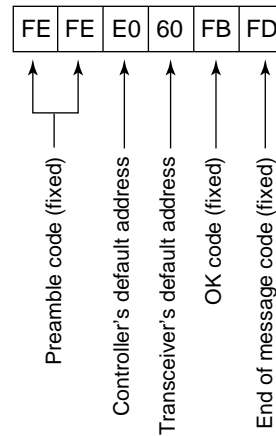 FE FE E0 60 FB FD
Preamble code (fixed)
Controller's default address
Transceiver's default address
OK code (fixed)
End of message code (fixed)